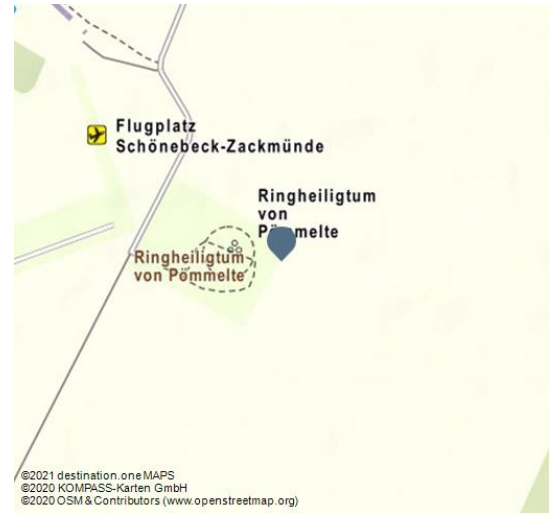 Flugplatz
Schönebeck-Zackmünde
Ringheiligtum
von
Pömmelte
Ringheiligtum
von Pömmelte
©2021 destination.one MAPS
©2020 KOMPASS-Karten GmbH
©2020 OSM & Contributors (www.openstreetmap.org)